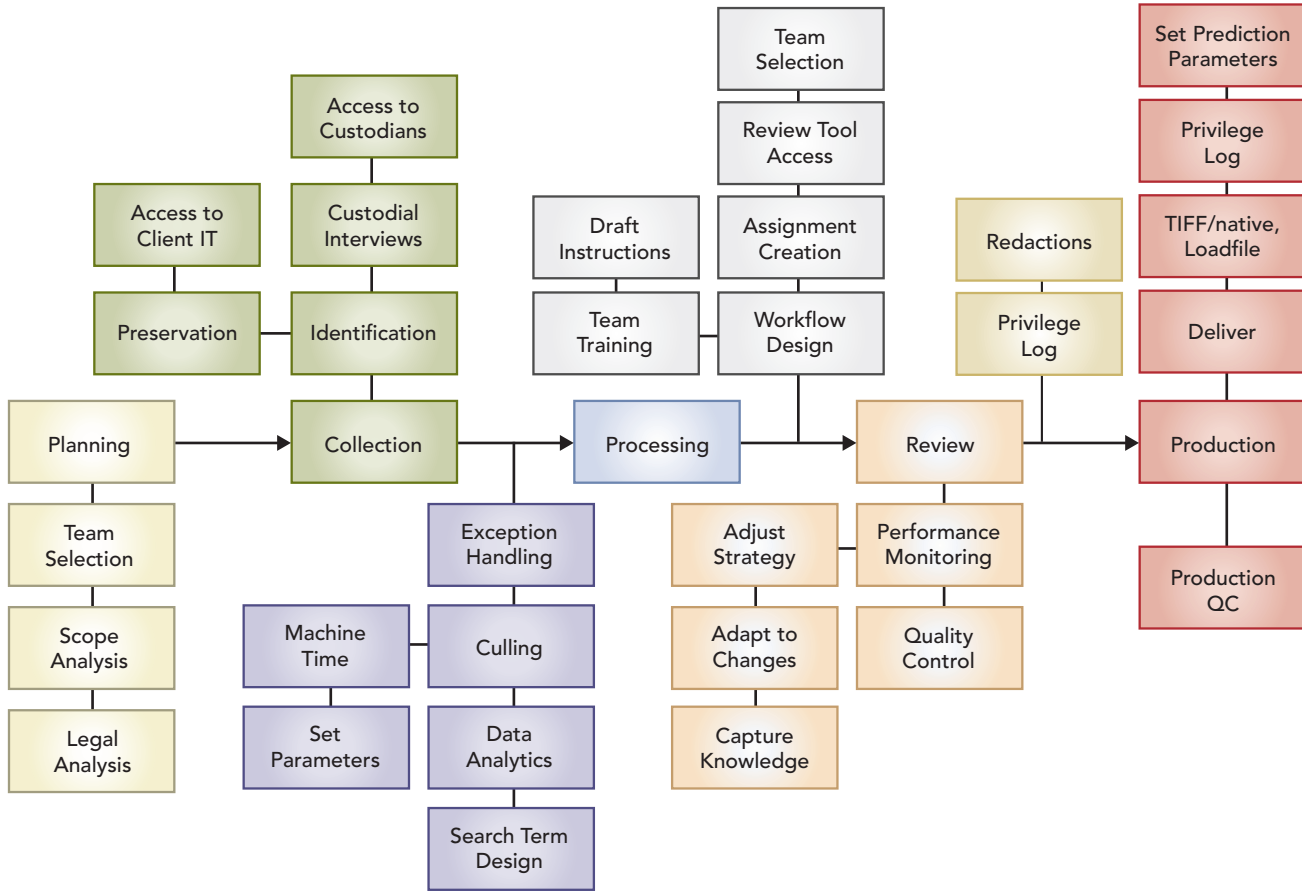 Team
Selection
Set Prediction
Parameters
Access to
Custodians
Review Tool
Access
Privilege
Log
Access to
Client IT
Custodial
Interviews
Draft
Instructions
Assignment
Creation
Redactions
TIFF/native,
Loadfile
Preservation
Identification
Team
Training
Workflow
Design
Privilege
Log
Deliver
Planning
Collection
Processing
Review
Production
Team
Selection
Exception
Handling
Adjust
Strategy
Performance
Monitoring
Production
QC
Scope
Analysis
Machine
Time
Culling
Adapt to
Changes
Quality
Control
Legal
Analysis
Set
Parameters
Data
Analytics
Capture
Knowledge
Search Term
Design